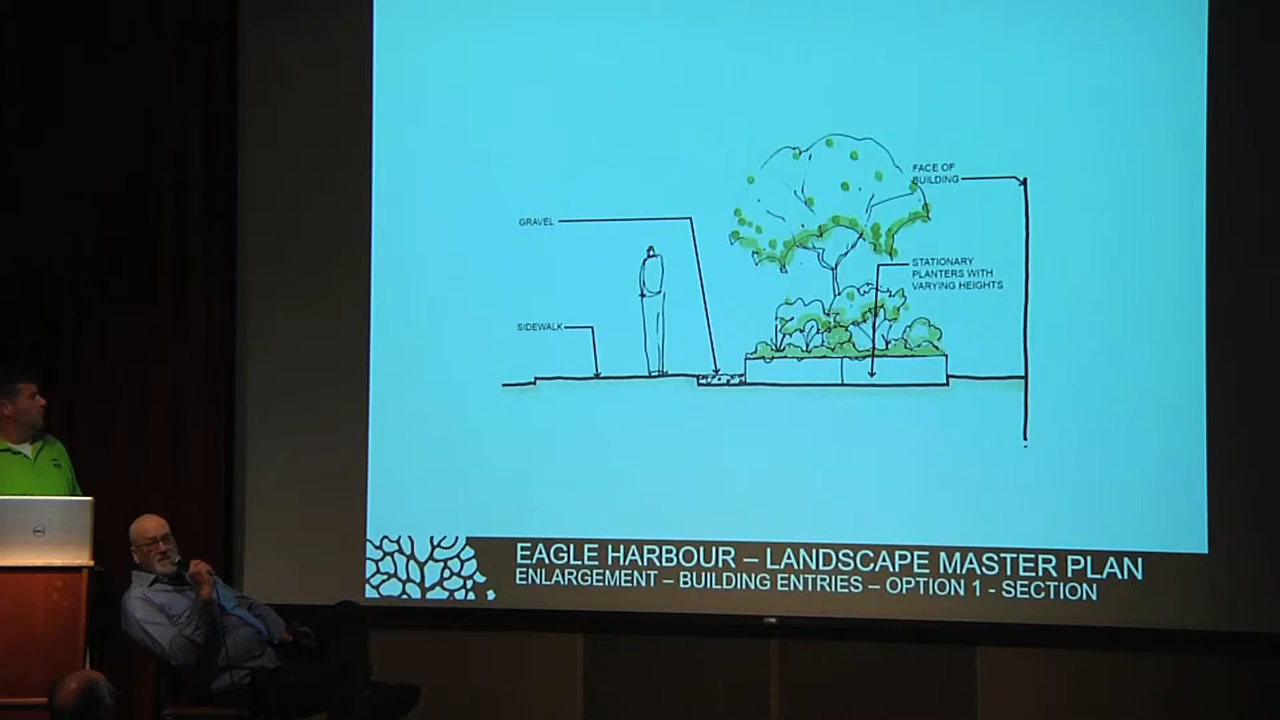 FACE OF
BUILDING
GRAVEL
STATIONARY
PLANTERS WITH
VARYING HEIGHTS
SIDEWALK
EAGLE HARBOUR – LANDSCAPE MASTER PLAN
ENLARGEMENT – BUILDING ENTRIES – OPTION 1 - SECTION